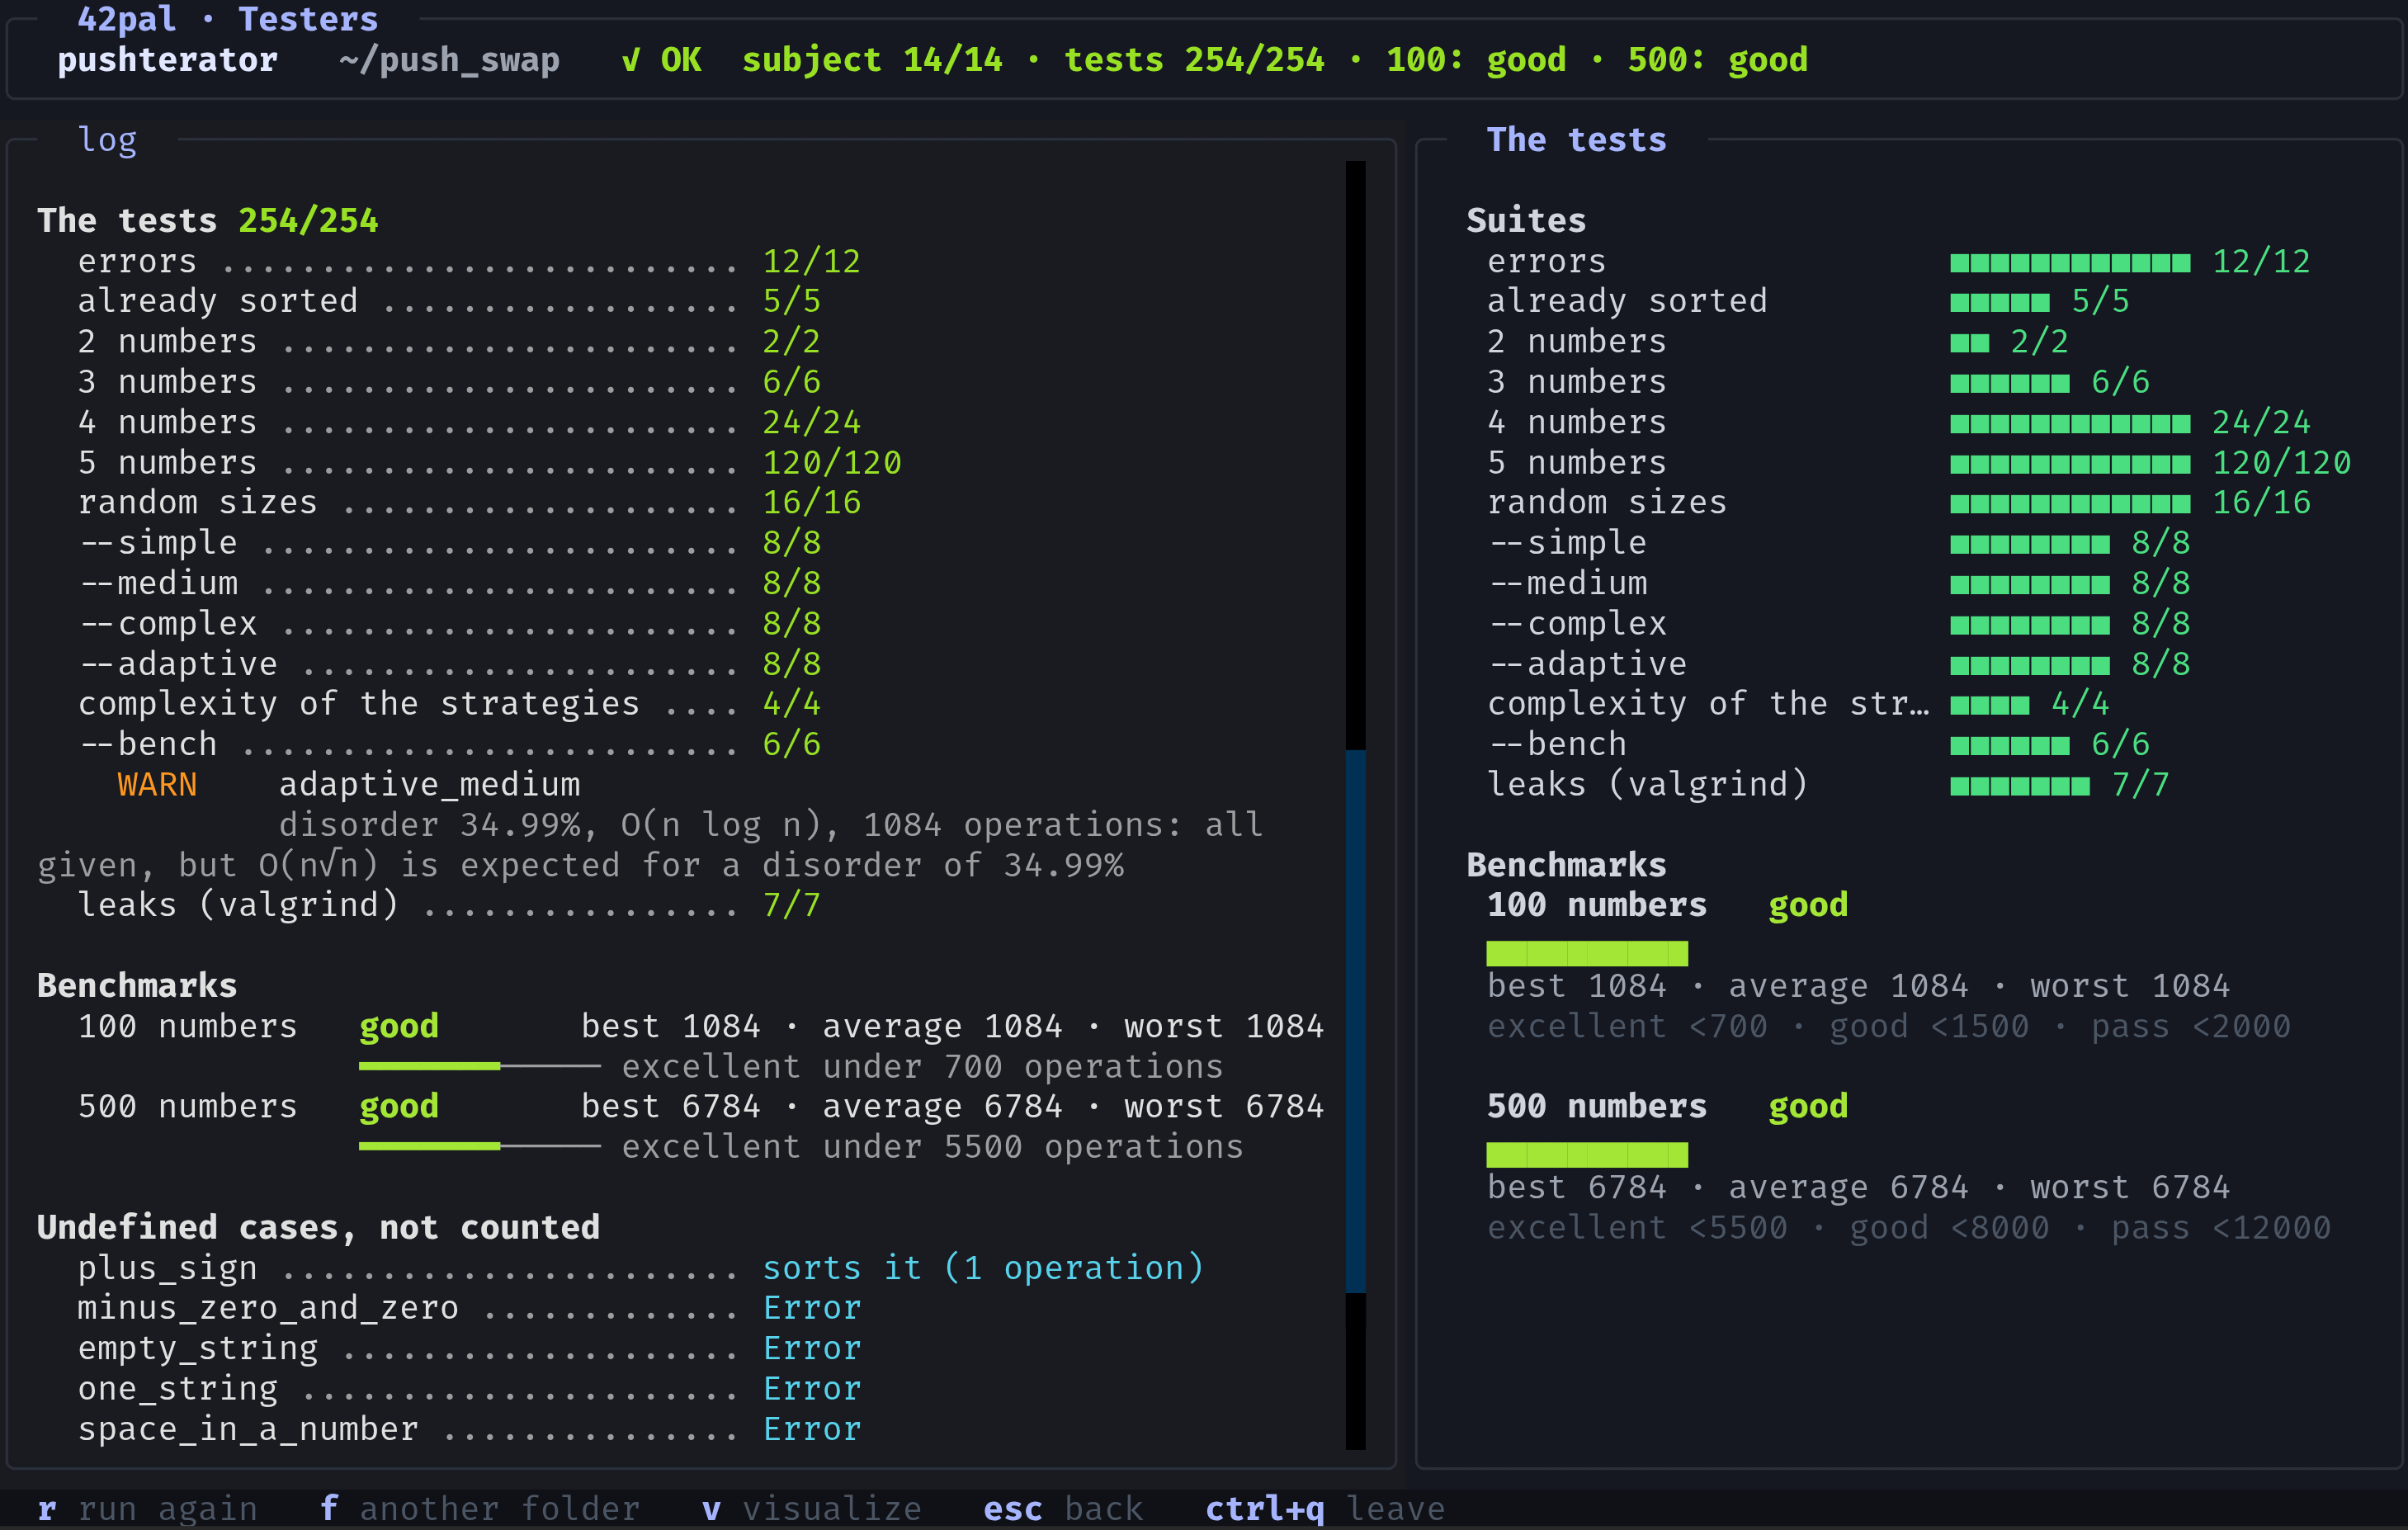 42pal · Testers
pushterator ~/push_swap √ OK subject 14/14 · tests 254/254 · 100: good · 500: good
log
The tests 254/254
errors .......................... 12/12
already sorted .................. 5/5
2 numbers ....................... 2/2
3 numbers ....................... 6/6
4 numbers ....................... 24/24
5 numbers ....................... 120/120
random sizes .................... 16/16
--simple ........................ 8/8
--medium ........................ 8/8
--complex ....................... 8/8
--adaptive ...................... 8/8
complexity of the strategies .... 4/4
--bench ......................... 6/6
WARN adaptive_medium
disorder 34.99%, O(n log n), 1084 operations: all
given, but O(n√n) is expected for a disorder of 34.99%
leaks (valgrind) ................ 7/7
Benchmarks
100 numbers good best 1084 · average 1084 · worst 1084
excellent under 700 operations
500 numbers good best 6784 · average 6784 · worst 6784
excellent under 5500 operations
Undefined cases, not counted
plus_sign ....................... sorts it (1 operation)
minus_zero_and_zero ............. Error
empty_string .................... Error
one_string ...................... Error
space_in_a_number ............... Error
The tests
Suites
errors 12/12
already sorted 5/5
2 numbers 2/2
3 numbers 6/6
4 numbers 24/24
5 numbers 120/120
random sizes 16/16
--simple 8/8
--medium 8/8
--complex 8/8
--adaptive 8/8
complexity of the str… 4/4
--bench 6/6
leaks (valgrind) 7/7
Benchmarks
100 numbers good
best 1084 · average 1084 · worst 1084
excellent <700 · good <1500 · pass <2000
500 numbers good
best 6784 · average 6784 · worst 6784
excellent <5500 · good <8000 · pass <12000
r run again f another folder v visualize esc back ctrl+q leave